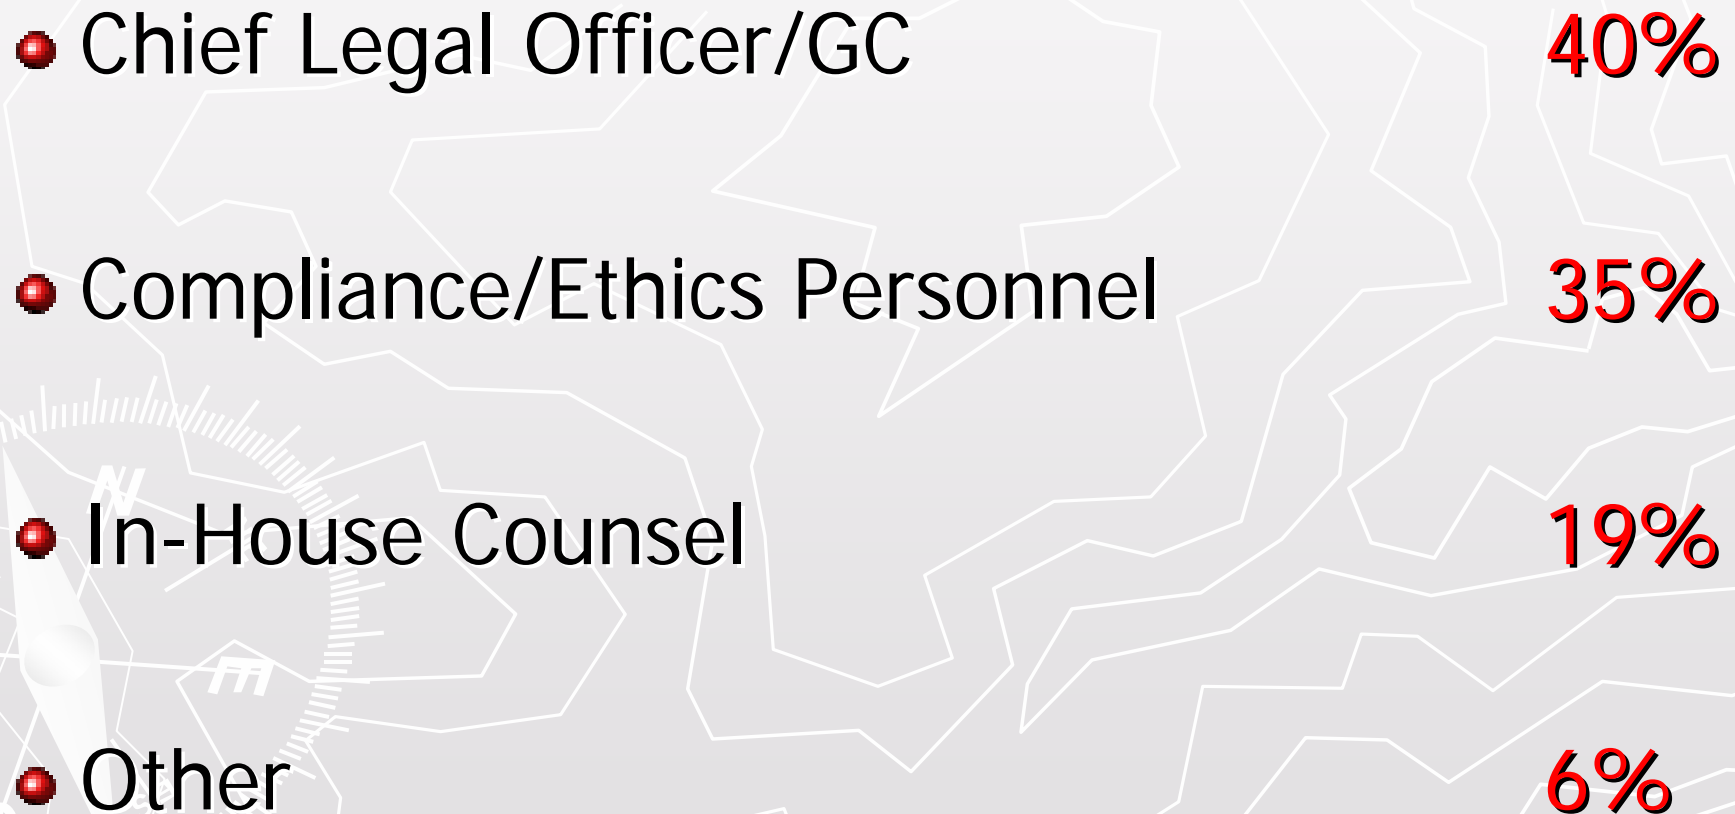 Chief Legal Officer/GC 40%
Compliance/Ethics Personnel 35%
N
In-House Counsel 19%
E
Other 6%